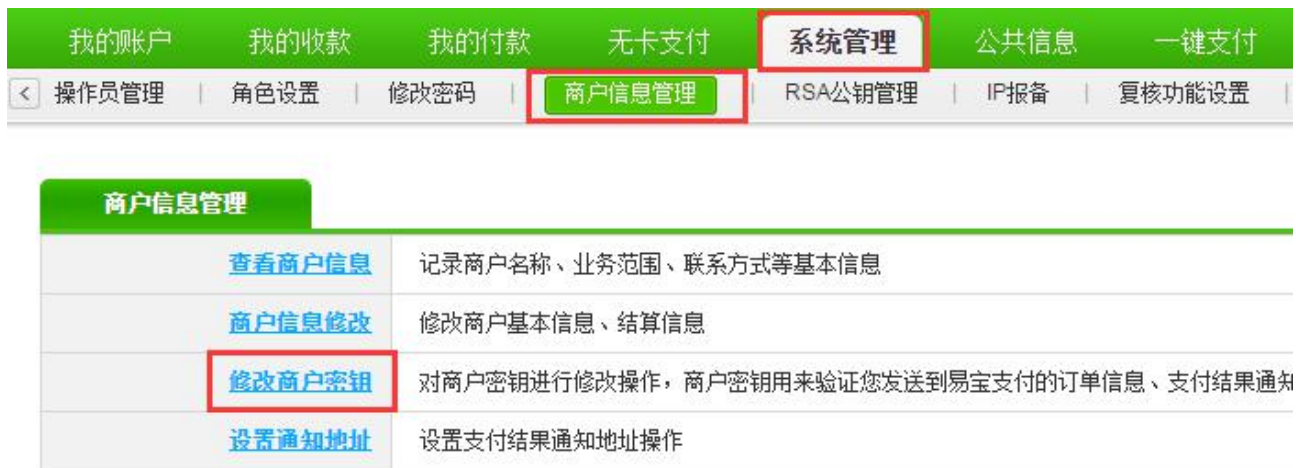 我的账户 我的收款 我的付款 无卡支付 系统管理 公共信息 一键支付
< 操作员管理 | 角色设置 | 修改密码 | 商户信息管理 | RSA公钥管理 | IP报备 | 复核功能设置 |
商户信息管理
查看商户信息 记录商户名称、业务范围、联系方式等基本信息
商户信息修改 修改商户基本信息、结算信息
修改商户密钥 对商户密钥进行修改操作，商户密钥用来验证您发送到易宝支付的订单信息、支付结果通知
设置通知地址 设置支付结果通知地址操作